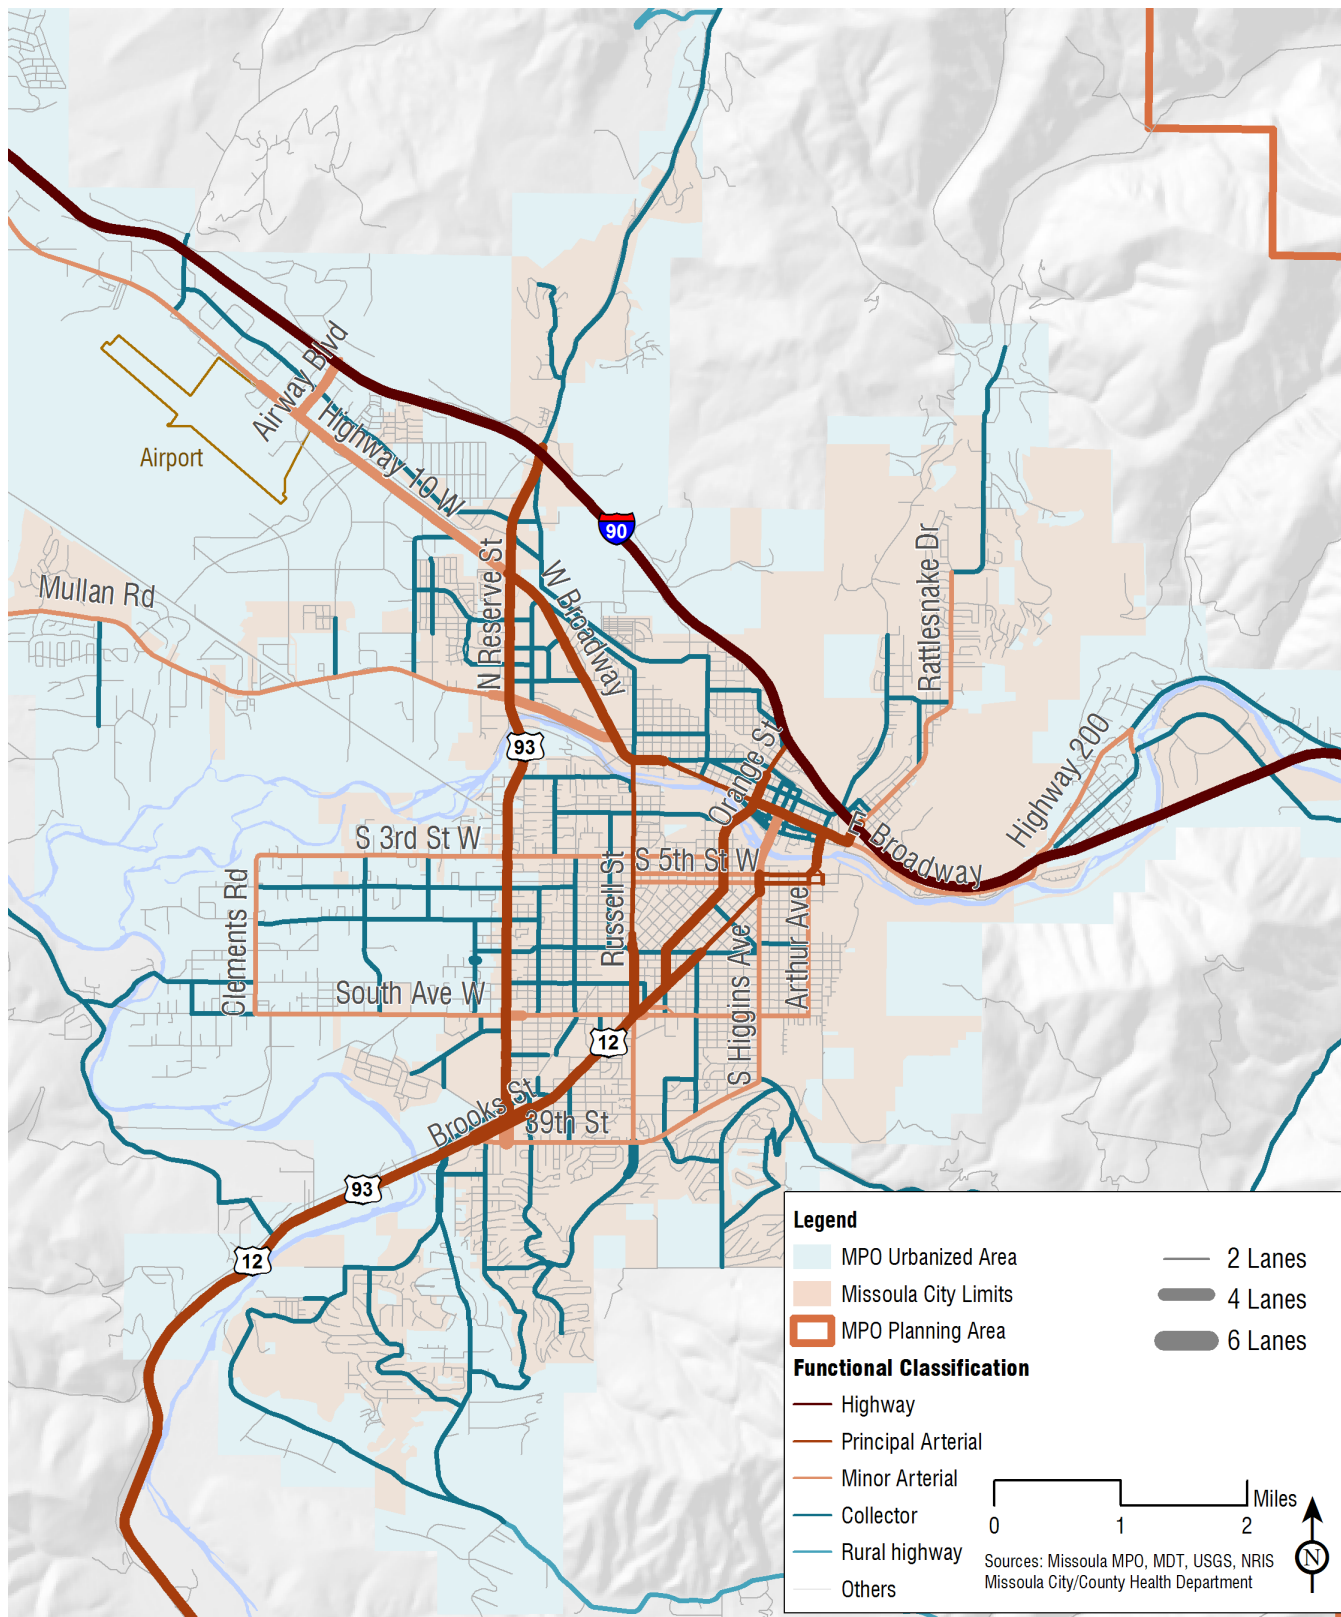 Airway Blvd
Airport
Highway 10 W
90
Mullan Rd
N Reserve St
W Broadway
Rattlesnake Dr
93
Orange St
Highway 200
E Broadway
S 3rd St W
S 5th St W
Clements Rd
Russell St
Arthur Ave
S Higgins Ave
South Ave W
12
Brooks St
39th St
93
12
Legend
MPO Urbanized Area
Missoula City Limits
MPO Planning Area
2 Lanes
4 Lanes
6 Lanes
Functional Classification
Highway
Principal Arterial
Minor Arterial
Collector
Rural highway
Others
Miles
0 1 2
N
Sources: Missoula MPO, MDT, USGS, NRIS
Missoula City/County Health Department